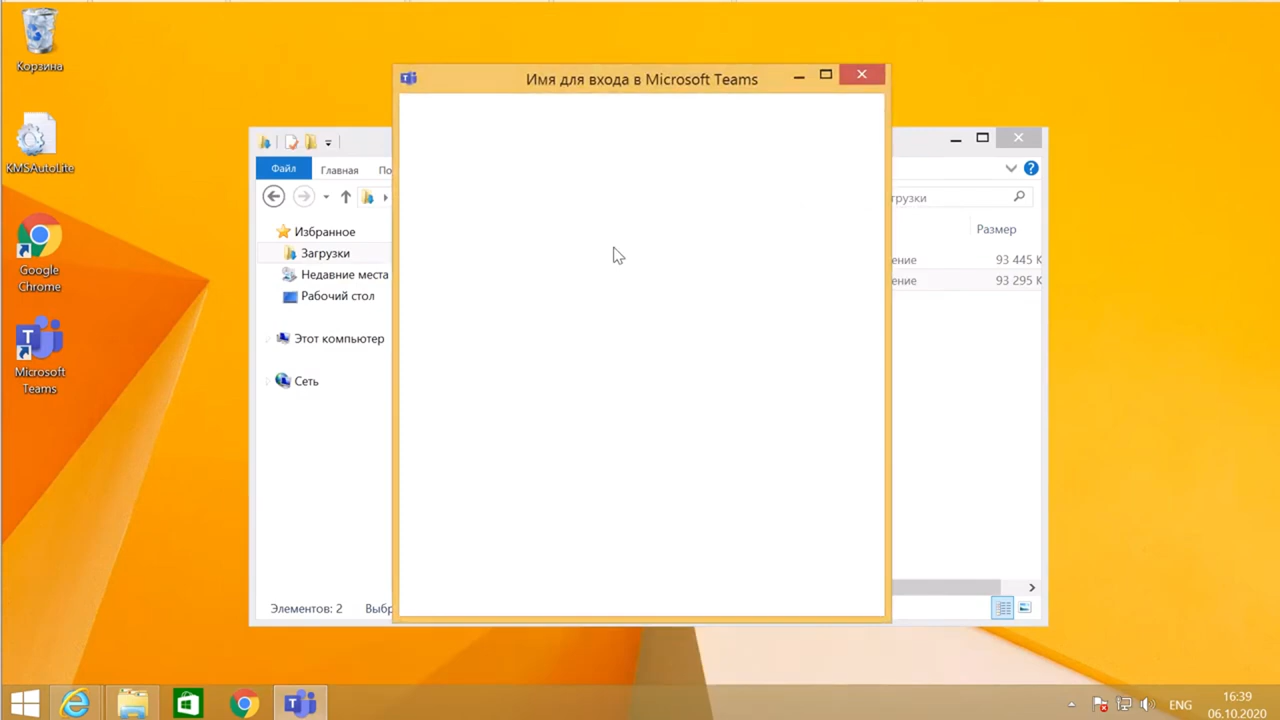 Корзина
KMSAutoLite
Google
Chrome
Microsoft
Teams
Имя для входа в Microsoft Teams
Файл
Главная
По
грузки
Избранное
Загрузки
Недавние места
Рабочий стол
Этот компьютер
Сеть
Размер
ение 93 445 К
ение 93 295 К
Элементов: 2 Выбр
ENG
16:39
06.10.2020